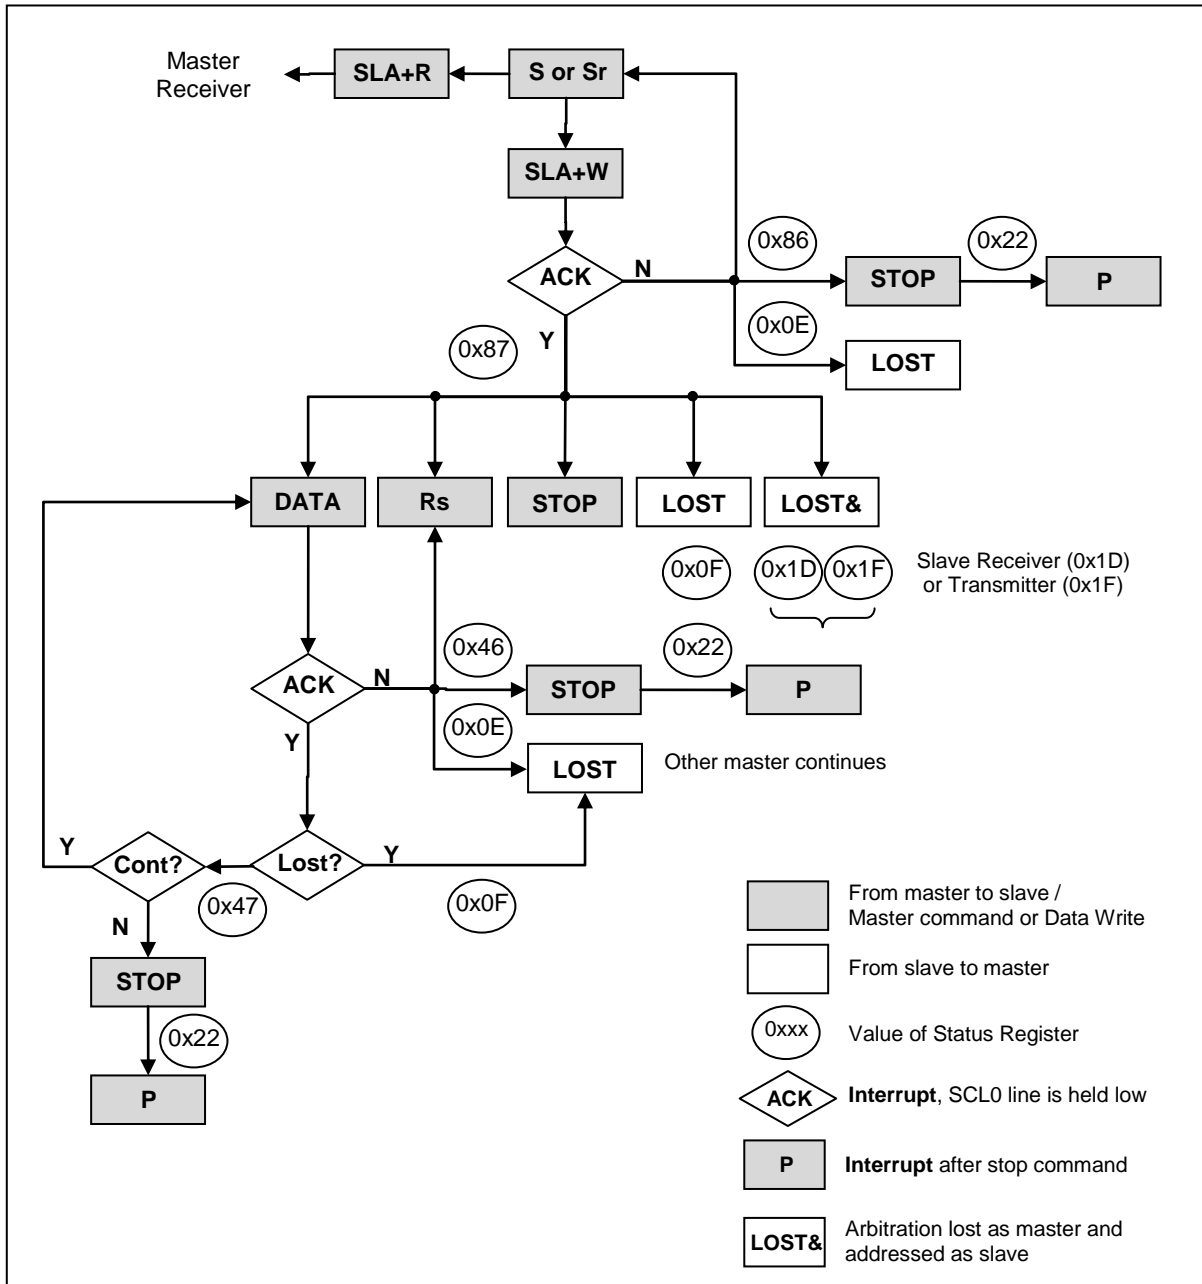 Master
Receiver
SLA+R
S or Sr
SLA+W
ACK
N
0x86
STOP
0x22
P
0x0E
LOST
Y
0x87
DATA
Rs
STOP
LOST
LOST&
0x0F
0x1D
0x1F
Slave Receiver (0x1D)
or Transmitter (0x1F)
ACK
N
0x46
STOP
0x22
P
0x0E
LOST
Other master continues
Y
Lost?
Y
0x0F
0x47
Cont?
Y
N
STOP
0x22
P
From master to slave /
Master command or Data Write
From slave to master
0xxx
Value of Status Register
ACK
Interrupt, SCL0 line is held low
P
Interrupt after stop command
LOST&
Arbitration lost as master and
addressed as slave